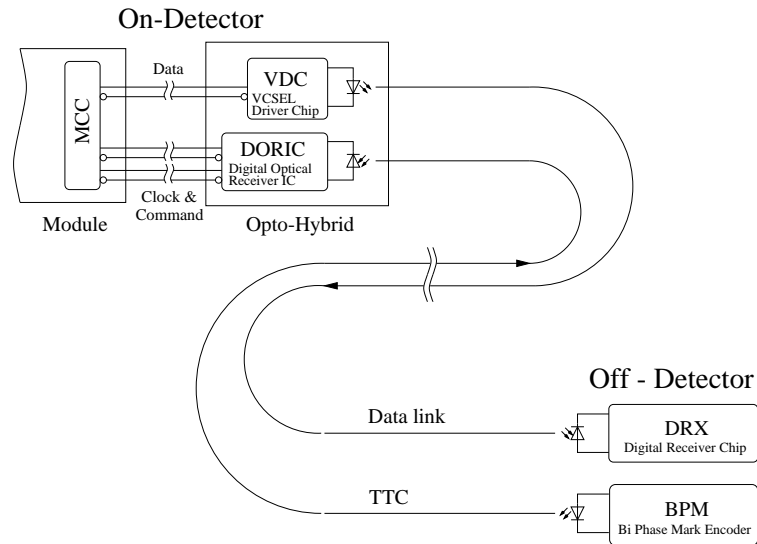 On-Detector
MCC
Data
VDC
VCSEL
Driver Chip
DORIC
Digital Optical
Receiver IC
Clock &
Command
Module
Opto-Hybrid
Off - Detector
Data link
DRX
Digital Receiver Chip
TTC
BPM
Bi Phase Mark Encoder